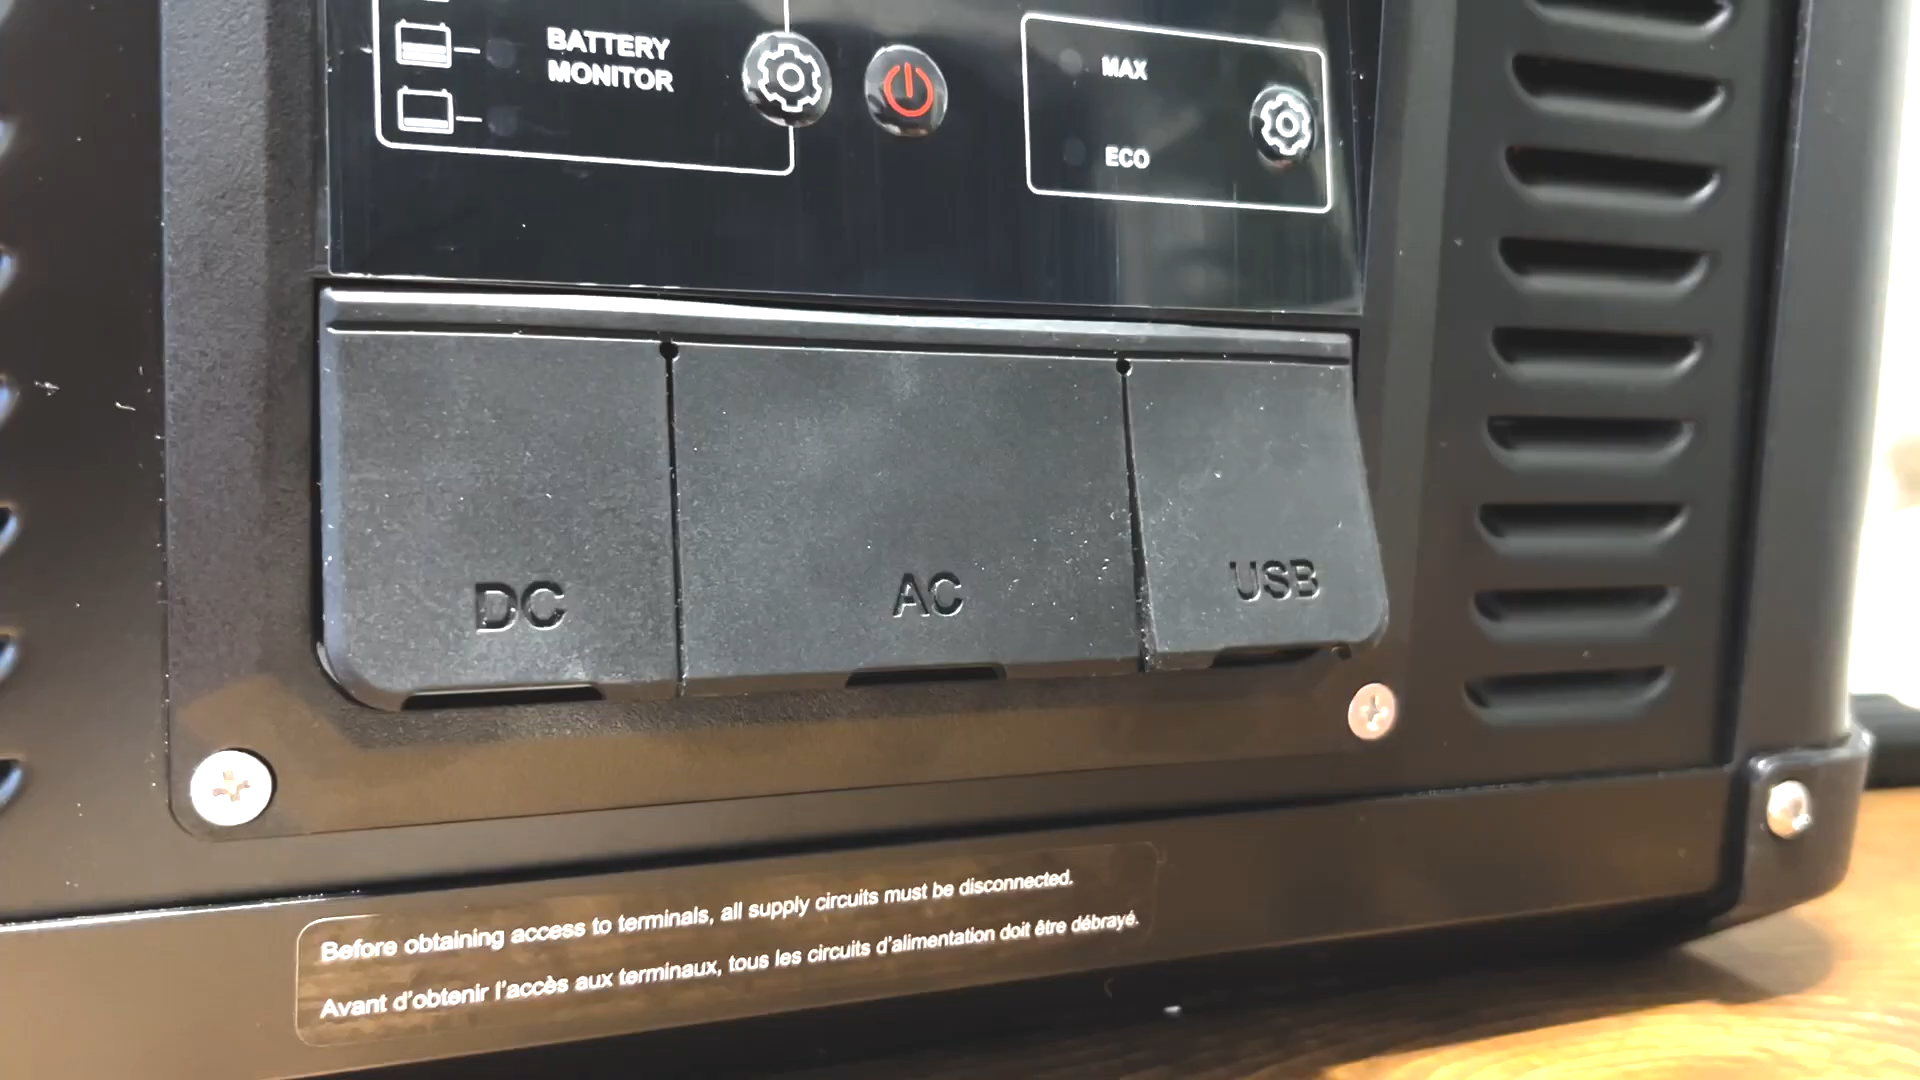 BATTERY
MONITOR
MAX
ECO
DC
AC
USB
Before obtaining access to terminals, all supply circuits must be disconnected.
Avant d'obtenir l'accès aux terminaux, tous les circuits d'alimentation doit être débrayé.